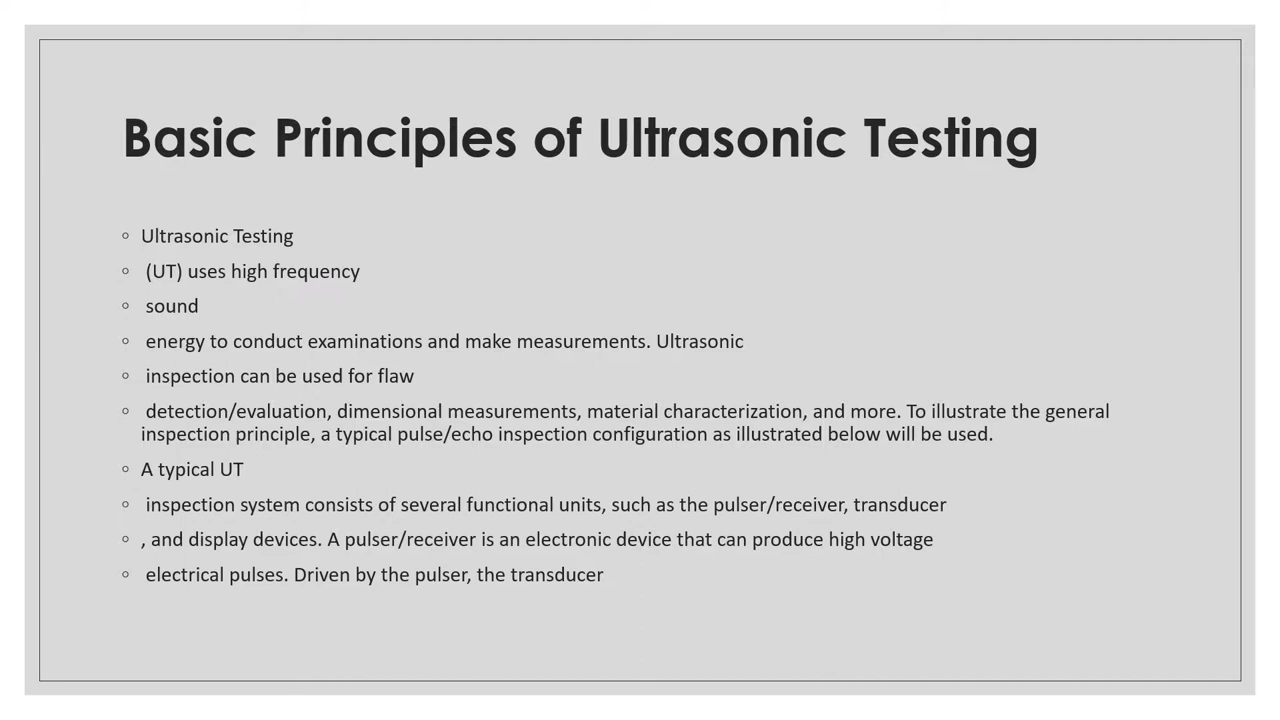 Basic Principles of Ultrasonic Testing
◦ Ultrasonic Testing
◦ (UT) uses high frequency
◦ sound
◦ energy to conduct examinations and make measurements. Ultrasonic
◦ inspection can be used for flaw
◦ detection/evaluation, dimensional measurements, material characterization, and more. To illustrate the general
inspection principle, a typical pulse/echo inspection configuration as illustrated below will be used.
◦ A typical UT
◦ inspection system consists of several functional units, such as the pulser/receiver, transducer
◦ , and display devices. A pulser/receiver is an electronic device that can produce high voltage
◦ electrical pulses. Driven by the pulser, the transducer